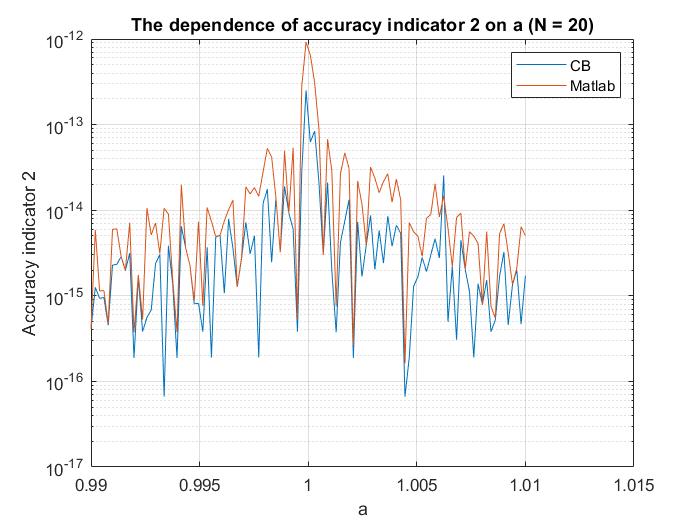 The dependence of accuracy indicator 2 on a (N = 20)
CB
Matlab
Accuracy indicator 2
10-12
10-13
10-14
10-15
10-16
10-17
0.99 0.995 1 1.005 1.01 1.015
a